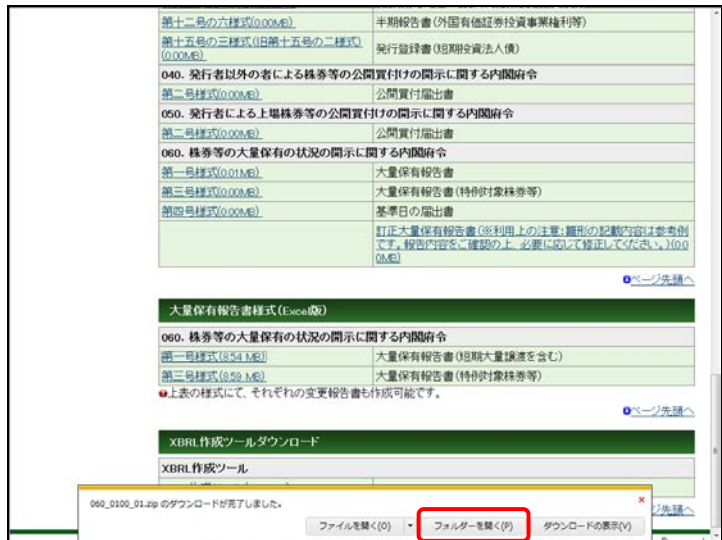 第十二号の六様式(0.00MB) 半期報告書(外国有価証券投資事業権利等)
第十五号の三様式(旧第十五号の二様式)
(0.00MB) 発行登録書(短期投資法人債)
040. 発行者以外の者による株券等の公開買付けの開示に関する内閣府令
第二号様式(0.00MB) 公開買付届出書
050. 発行者による上場株券等の公開買付けの開示に関する内閣府令
第二号様式(0.00MB) 公開買付届出書
060. 株券等の大量保有の状況の開示に関する内閣府令
第一号様式(0.01MB) 大量保有報告書
第三号様式(0.00MB) 大量保有報告書(特例対象株券等)
第四号様式(0.00MB) 基準日の届出書
訂正大量保有報告書(※利用上の注意:雛形の記載内容は参考例
です。報告内容をご確認の上、必要に応じて修正してください。)(0.0
0MB)
ページ先頭へ
大量保有報告書様式(Excel版)
060. 株券等の大量保有の状況の開示に関する内閣府令
第一号様式(8.54 MB) 大量保有報告書(短期大量譲渡を含む)
第三号様式(8.59 MB) 大量保有報告書(特例対象株券等)
上表の様式にて、それぞれの変更報告書も作成可能です。
ページ先頭へ
XBRL作成ツールダウンロード
XBRL作成ツール
060_0100_01.zip のダウンロードが完了しました。
ジ先頭へ
ファイルを開く(O) フォルダーを開く(P) ダウンロードの表示(V)